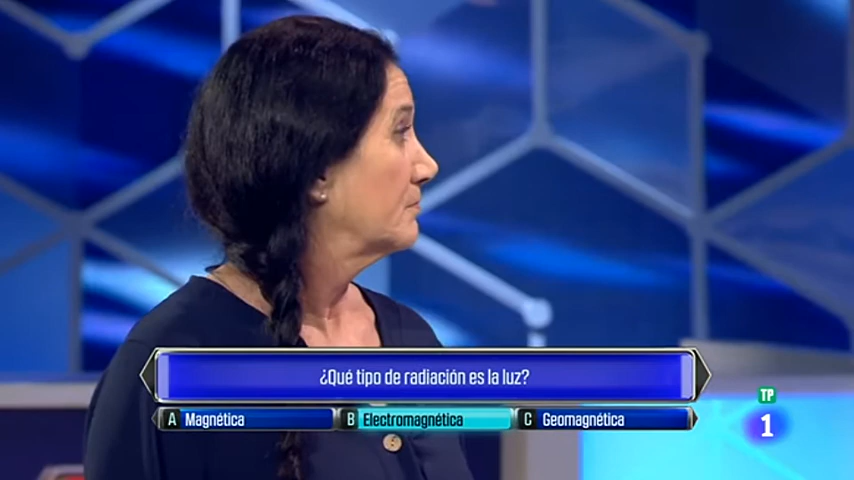 ¿Qué tipo de radiación es la luz?
A Magnética
B Electromagnética
C Geomagnética
TP
1